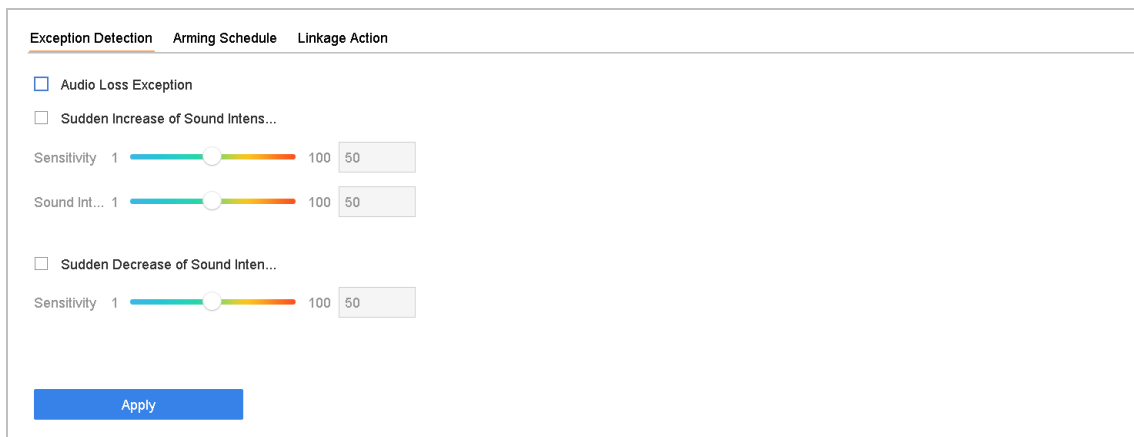 Exception Detection Arming Schedule Linkage Action
Audio Loss Exception
Sudden Increase of Sound Intens...
Sensitivity 1 100 50
Sound Int... 1 100 50
Sudden Decrease of Sound Inten...
Sensitivity 1 100 50
Apply